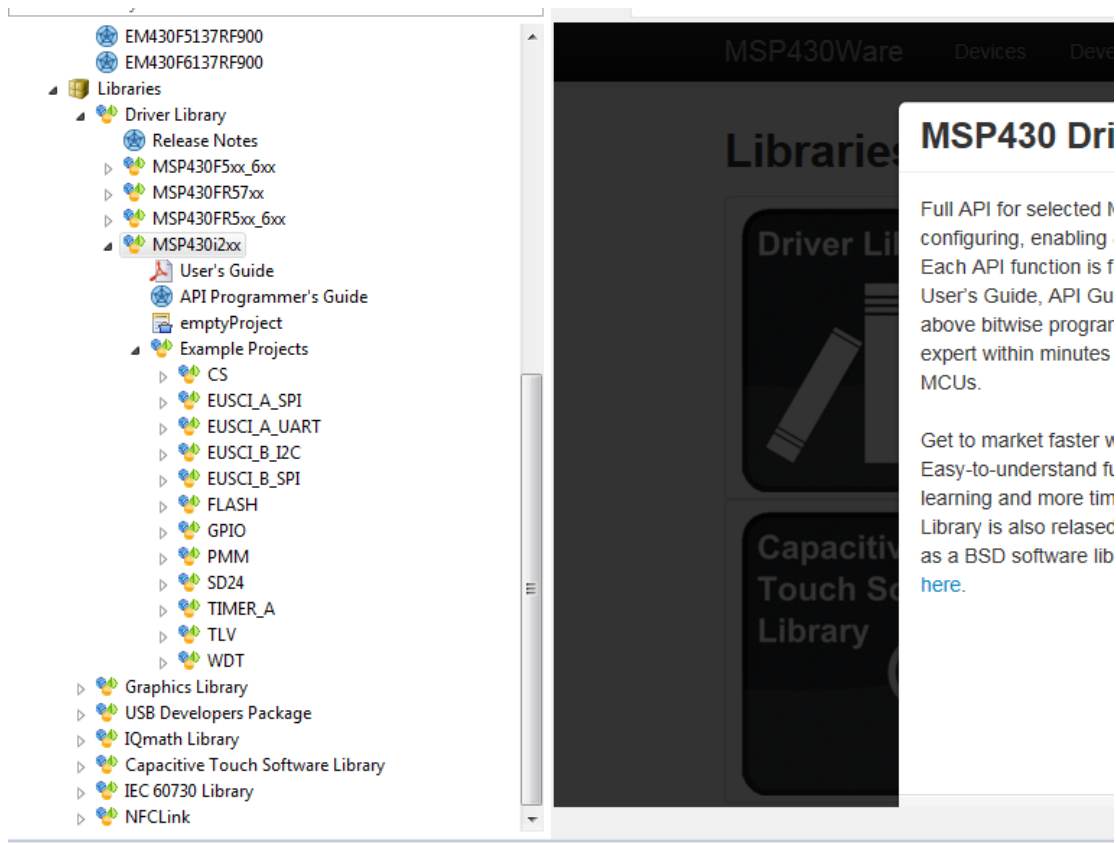 EM430F5137RF900
EM430F6137RF900
Libraries
Driver Library
Release Notes
MSP430F5xx_6xx
MSP430FR57xx
MSP430FR5xx_6xx
MSP430i2xx
User's Guide
API Programmer's Guide
emptyProject
Example Projects
CS
EUSCI_A_SPI
EUSCI_A_UART
EUSCI_B_I2C
EUSCI_B_SPI
FLASH
GPIO
PMM
SD24
TIMER_A
TLV
WDT
Graphics Library
USB Developers Package
IQmath Library
Capacitive Touch Software Library
IEC 60730 Library
NFCLink
MSP430Ware Devices Deve
Libraries
Driver Li
Capacitiv
Touch So
Library
MSP430 Dri
Full API for selected
configuring, enabling
Each API function is f
User's Guide, API Gu
above bitwise program
expert within minutes
MCUs.
Get to market faster w
Easy-to-understand fu
learning and more tim
Library is also relased
as a BSD software lib
here.